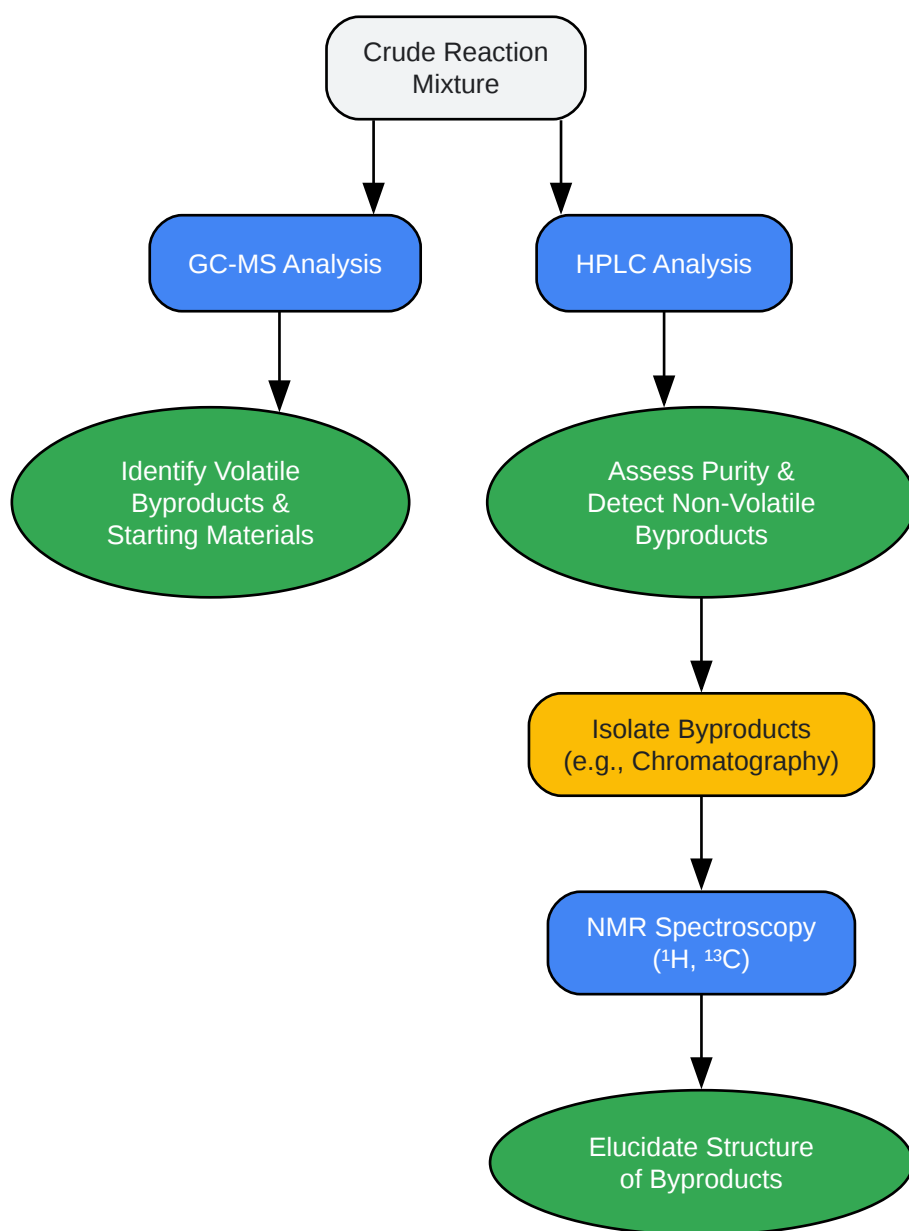 Crude Reaction
Mixture
GC-MS Analysis
HPLC Analysis
Identify Volatile
Byproducts &
Starting Materials
Assess Purity &
Detect Non-Volatile
Byproducts
Isolate Byproducts
(e.g., Chromatography)
NMR Spectroscopy
(¹H, ¹³C)
Elucidate Structure
of Byproducts